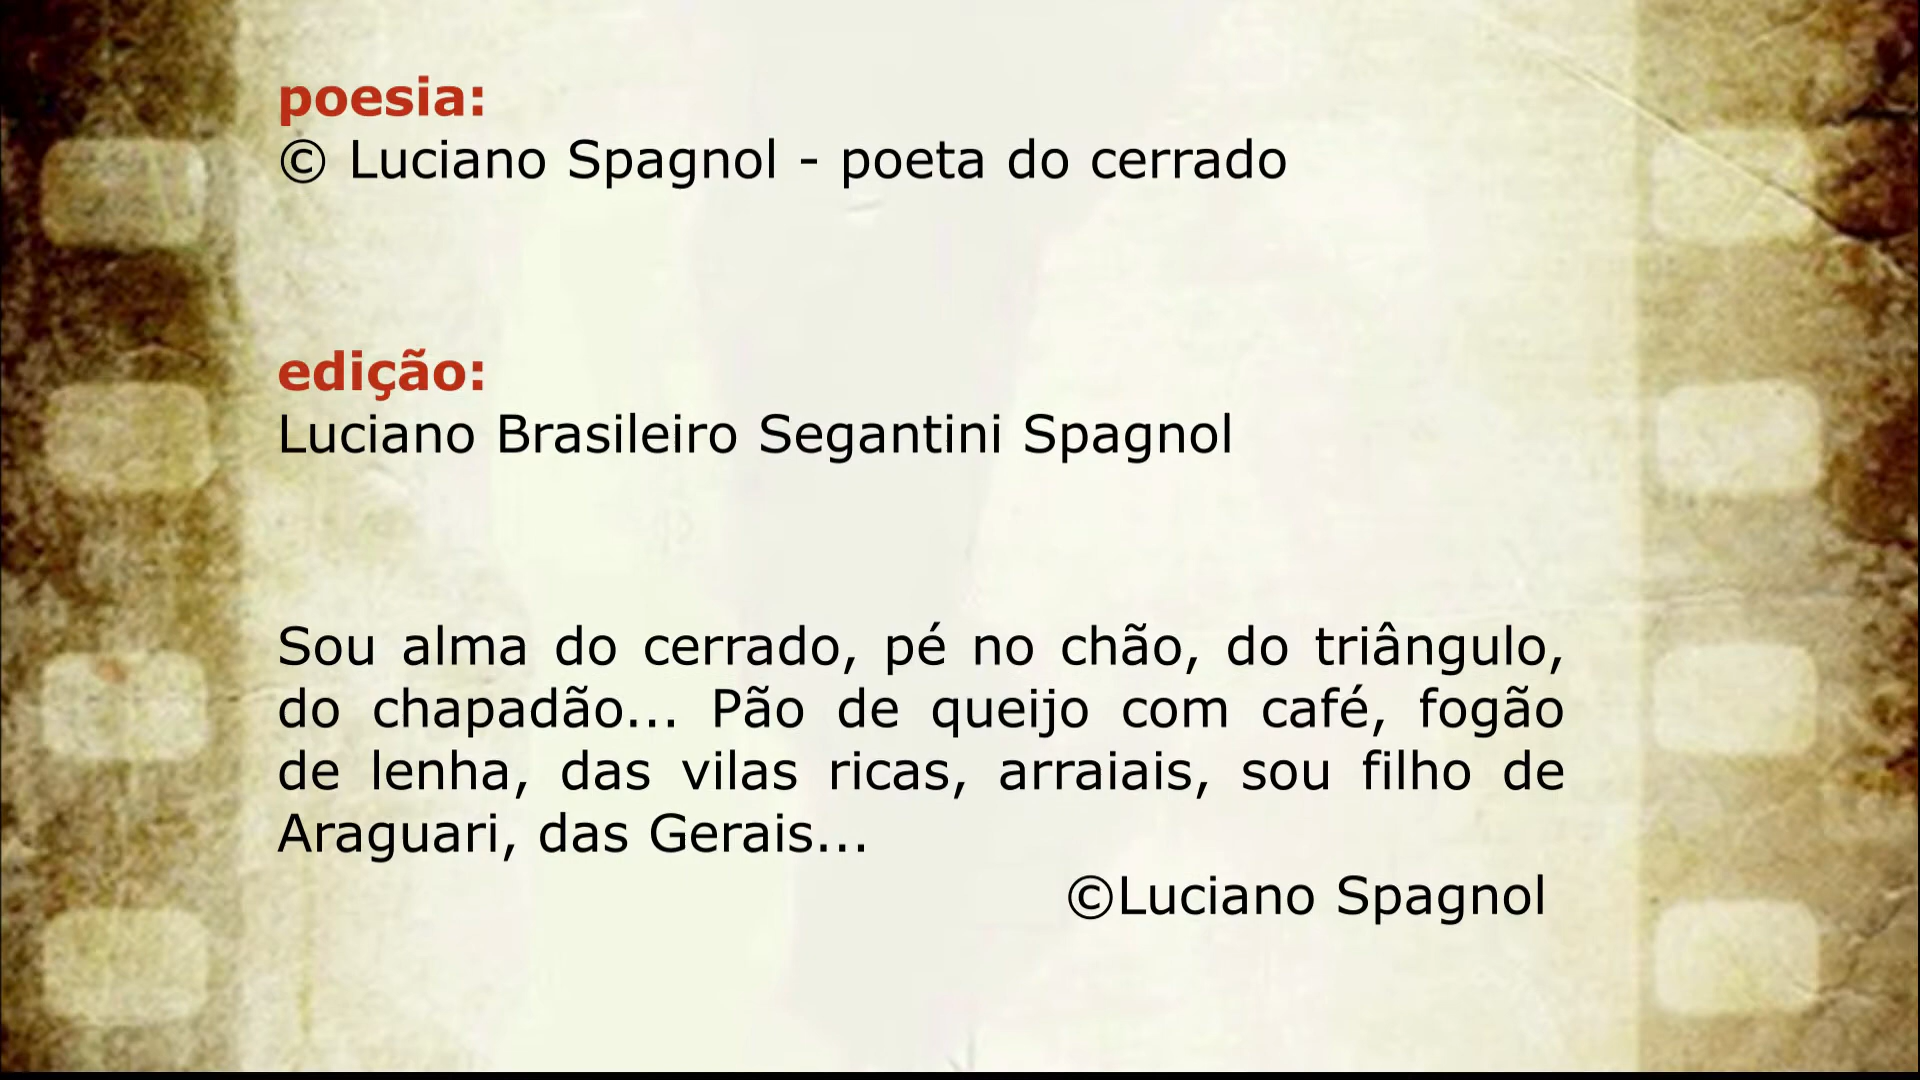 poesia:
© Luciano Spagnol - poeta do cerrado
edição:
Luciano Brasileiro Segantini Spagnol
Sou alma do cerrado, pé no chão, do triângulo,
do chapadão... Pão de queijo com café, fogão
de lenha, das vilas ricas, arraiais, sou filho de
Araguari, das Gerais...
©Luciano Spagnol